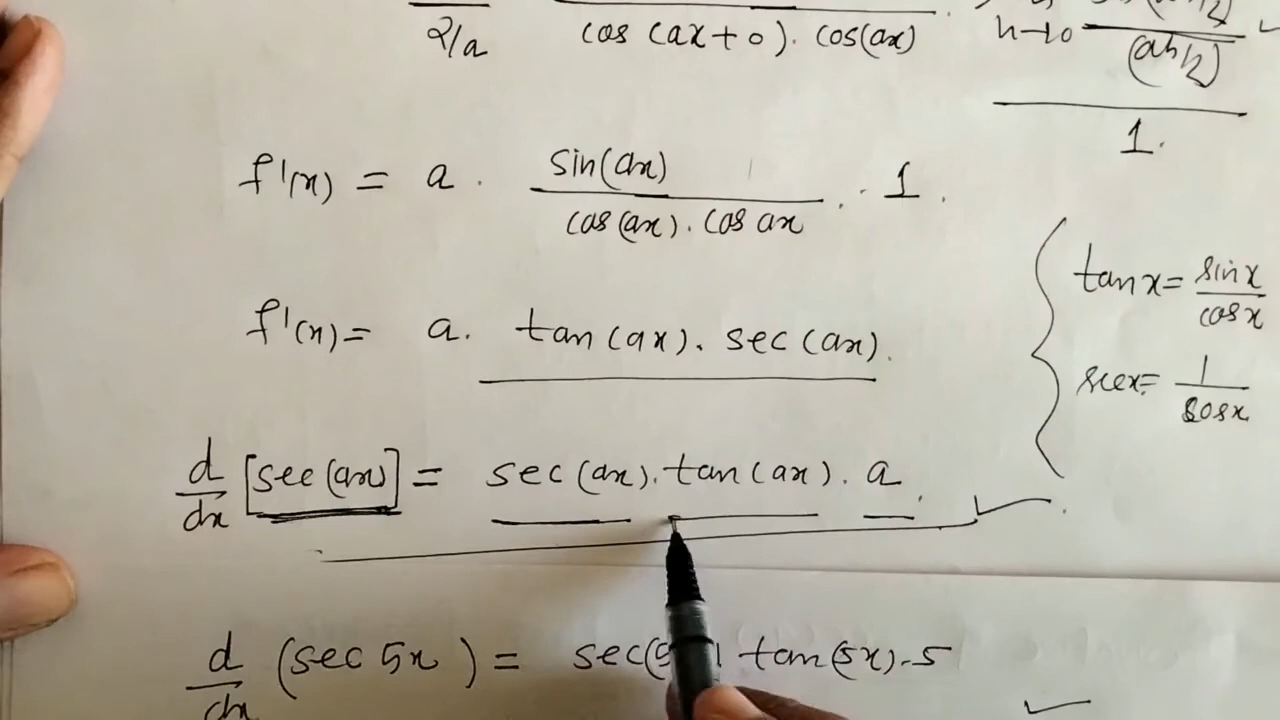 2/a cos(ax+0). cos(ax)
h→0 (ah/2)
1.
f'(x) = a. sin(ax) / cos(ax). cos ax . 1.
f'(x) = a. tan(ax). sec(ax).
tan x = sin x / cos x
sec x = 1 / cos x
d/dx [sec(ax)] = sec(ax). tan(ax). a.
d/dx (sec 5x) = tan(5x).5